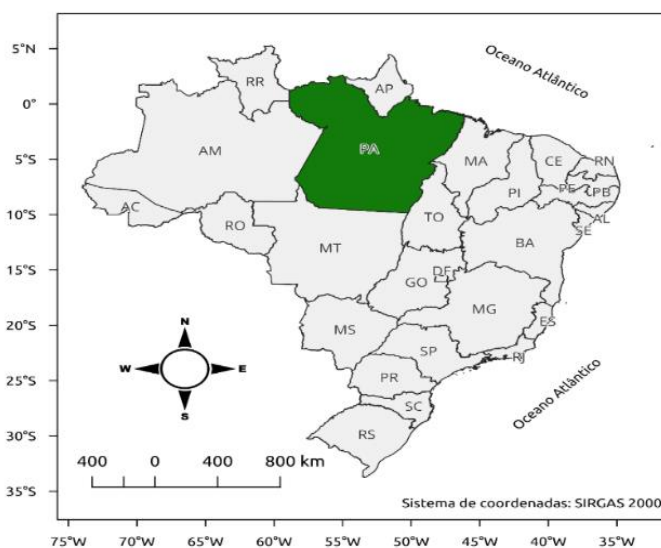 5°N
0°
5°S
10°S
15°S
20°S
25°S
30°S
35°S
Oceano Atlântico
RR
AP
AM
PA
MA
CE
RN
PI
PE
PB
AC
RO
TO
AL
SE
MT
BA
DF
GO
MG
ES
MS
SP
RJ
PR
SC
RS
N
W
E
S
Oceano Atlântico
400 0 400 800 km
Sistema de coordenadas: SIRGAS 2000
75°W 70°W 65°W 60°W 55°W 50°W 45°W 40°W 35°W